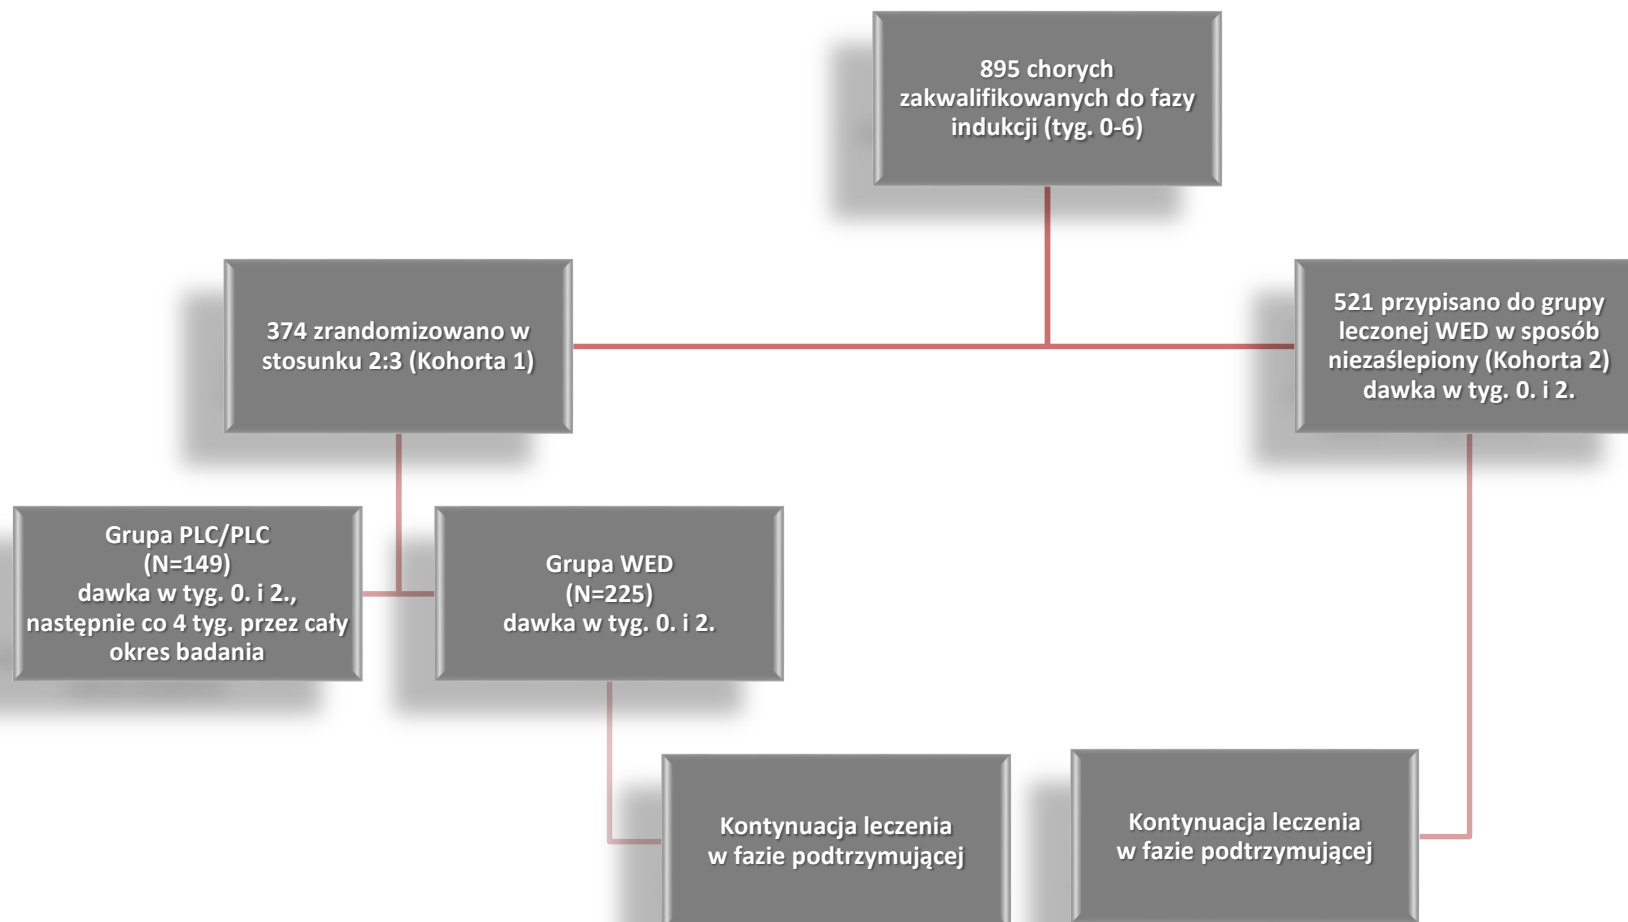 895 chorych
zakwalifikowanych do fazy
indukcji (tyg. 0-6)
374 zrandomizowano w
stosunku 2:3 (Kohorta 1)
521 przypisano do grupy
leczonej WED w sposób
niezaślepiony (Kohorta 2)
dawka w tyg. 0. i 2.
Grupa PLC/PLC
(N=149)
dawka w tyg. 0. i 2.,
następnie co 4 tyg. przez cały
okres badania
Grupa WED
(N=225)
dawka w tyg. 0. i 2.
Kontynuacja leczenia
w fazie podtrzymującej
Kontynuacja leczenia
w fazie podtrzymującej